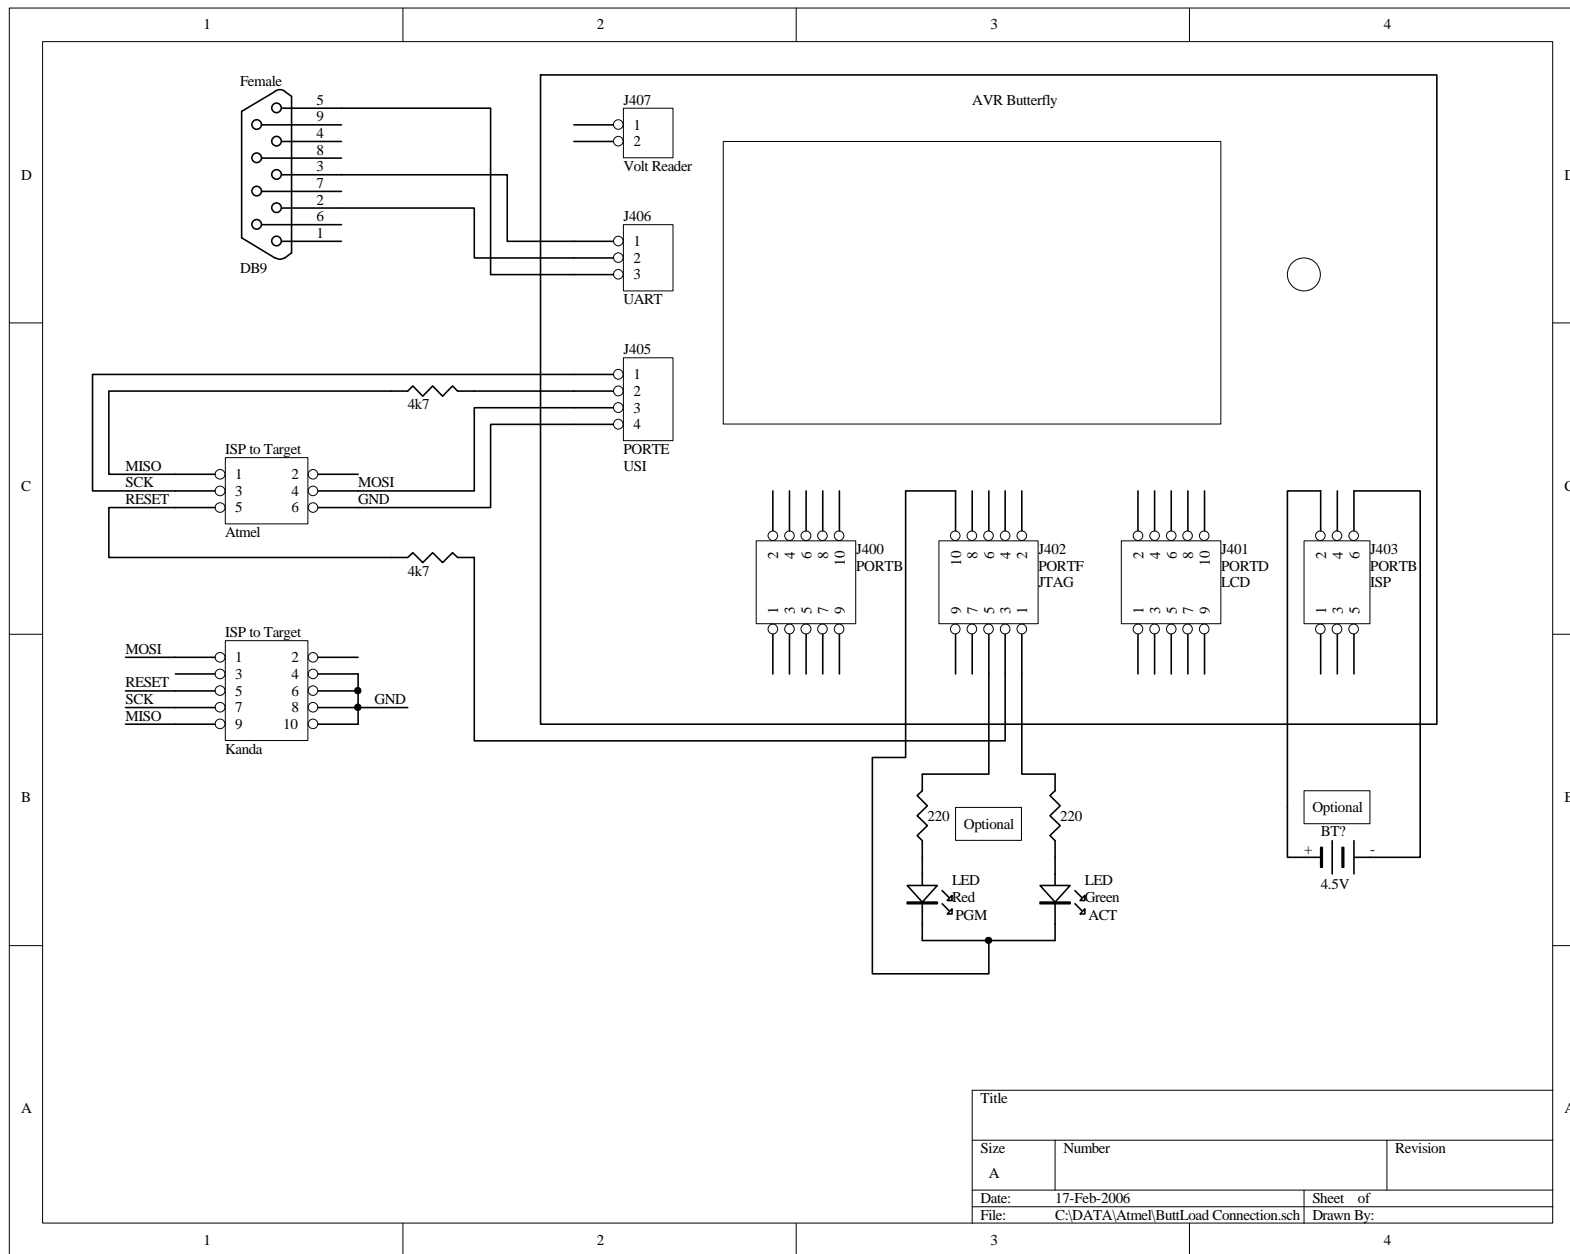 1 2 3 4
Female
DB9
5
9
4
8
3
7
2
6
1
AVR Butterfly
J407
1
2
Volt Reader
J406
1
2
3
UART
J405
1
2
3
4
PORTE
USI
D
D
4k7
ISP to Target
MISO 1 2
SCK 3 4 MOSI
RESET 5 6 GND
Atmel
4k7
C
C
2 4 6 8 10
J400
PORTB
1 3 5 7 9
10 8 6 4 2
J402
PORTF
JTAG
9 7 5 3 1
2 4 6 8 10
J401
PORTD
LCD
1 3 5 7 9
2 4 6
J403
PORTB
ISP
1 3 5
ISP to Target
MOSI 1 2
3 4
RESET 5 6
SCK 7 8 GND
MISO 9 10
Kanda
B
B
220
Optional
220
LED
Red
PGM
LED
Green
ACT
Optional
BT?
+ -
4.5V
A
A
Title
Size
A
Number
Revision
Date: 17-Feb-2006
Sheet of
File: C:\DATA\Atmel\ButtLoad Connection.sch
Drawn By:
1 2 3 4